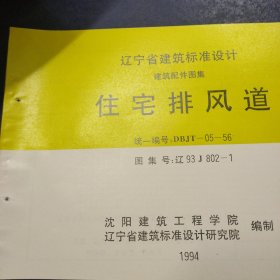 辽宁省建筑标准设计
建筑配件图集
住宅排风道
统一编号:DBJT-05-56
图集号:辽93J802-1
沈阳建筑工程学院
辽宁省建筑标准设计研究院
编制
1994